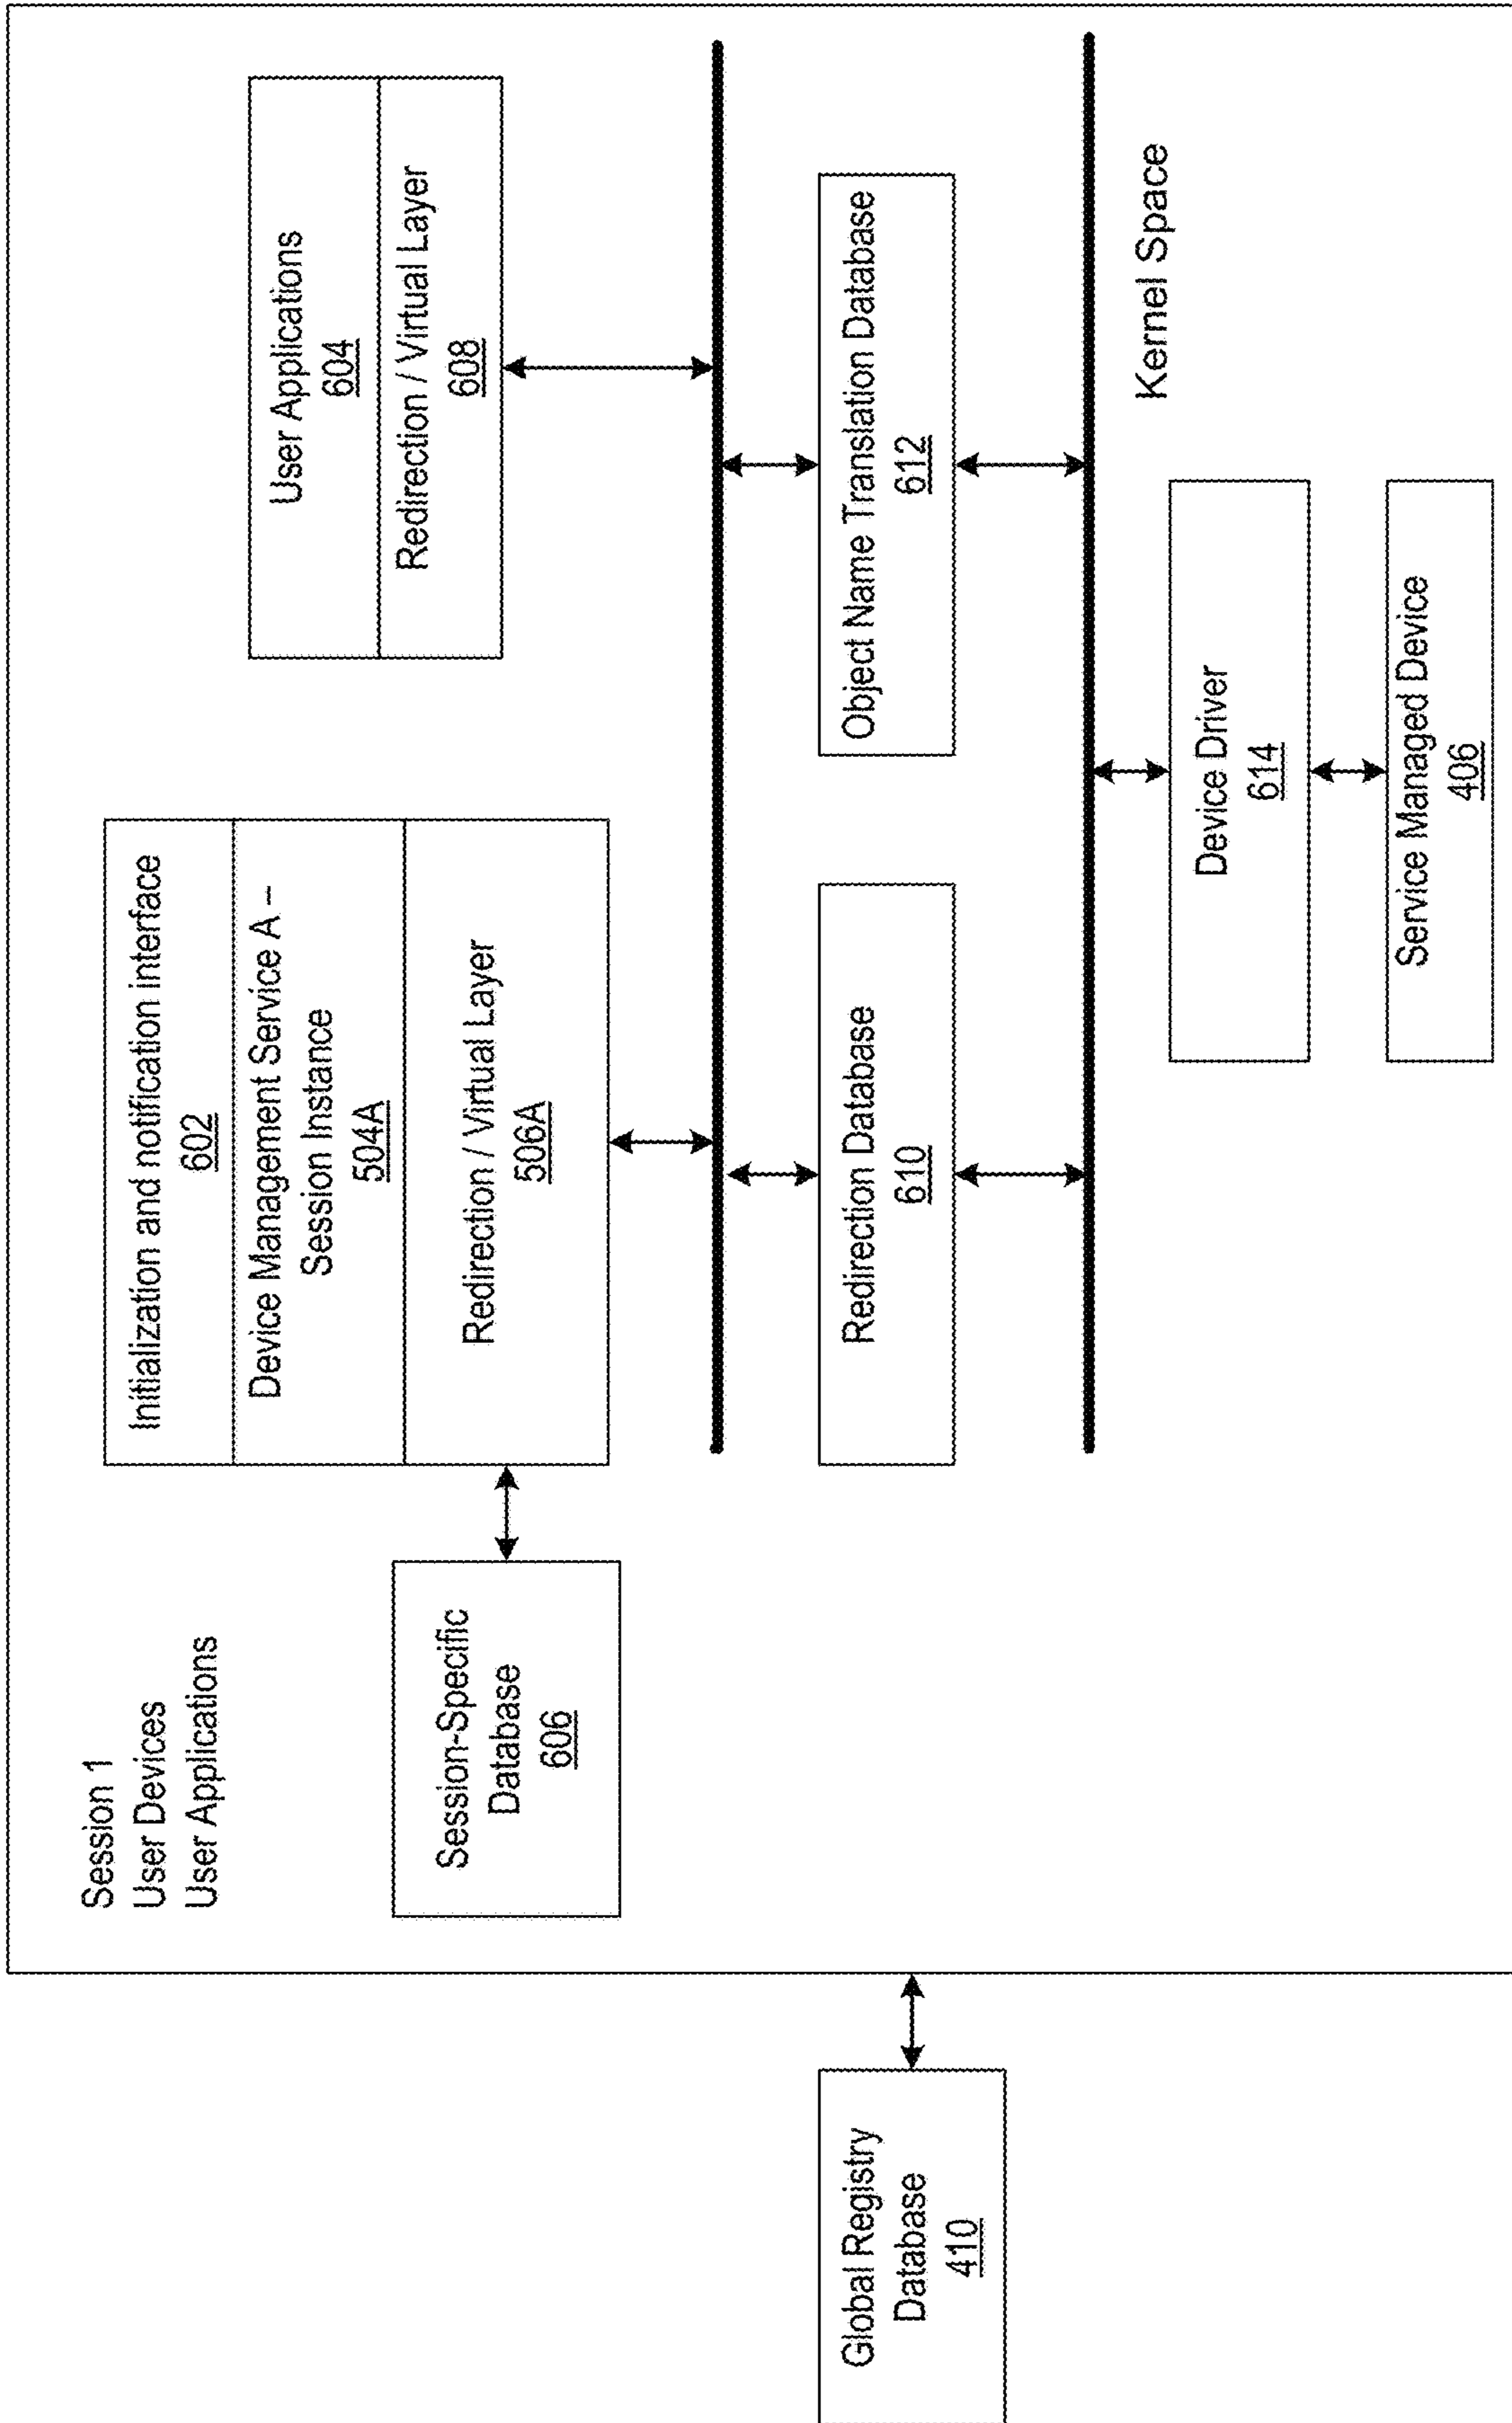 Session 1
User Devices
User Applications
Initialization and notification interface
602
Device Management Service A –
Session Instance
504A
Redirection / Virtual Layer
506A
User Applications
604
Redirection / Virtual Layer
608
Session-Specific
Database
606
Global Registry
Database
410
Redirection Database
610
Object Name Translation Database
612
Kernel Space
Device Driver
614
Service Managed Device
406